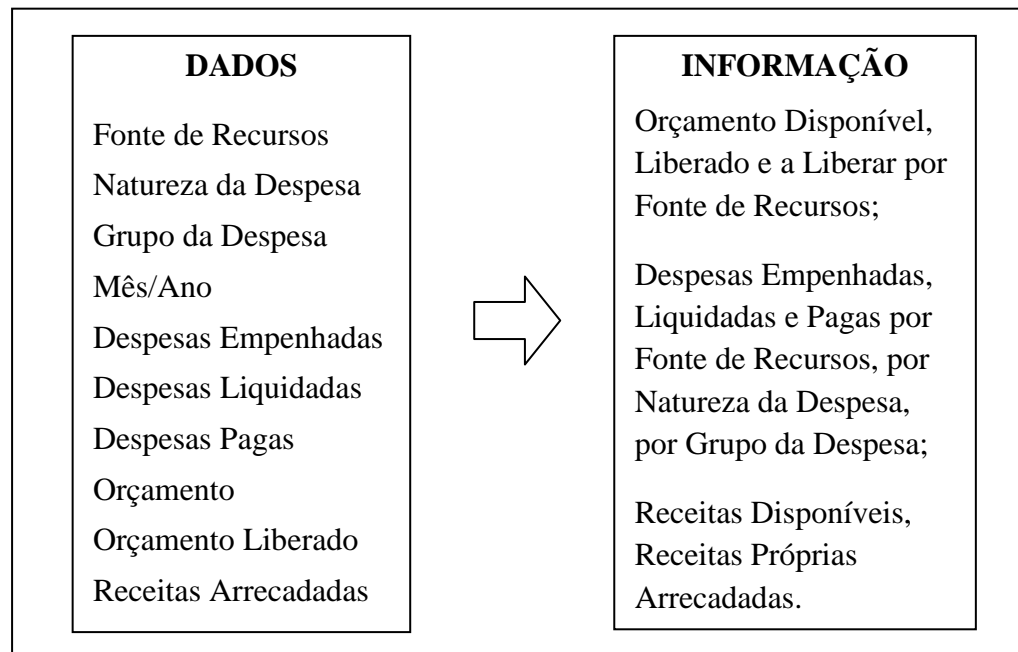 DADOS
Fonte de Recursos
Natureza da Despesa
Grupo da Despesa
Mês/Ano
Despesas Empenhadas
Despesas Liquidadas
Despesas Pagas
Orçamento
Orçamento Liberado
Receitas Arrecadadas
INFORMAÇÃO
Orçamento Disponível,
Liberado e a Liberar por
Fonte de Recursos;
Despesas Empenhadas,
Liquidadas e Pagas por
Fonte de Recursos, por
Natureza da Despesa,
por Grupo da Despesa;
Receitas Disponíveis,
Receitas Próprias
Arrecadadas.